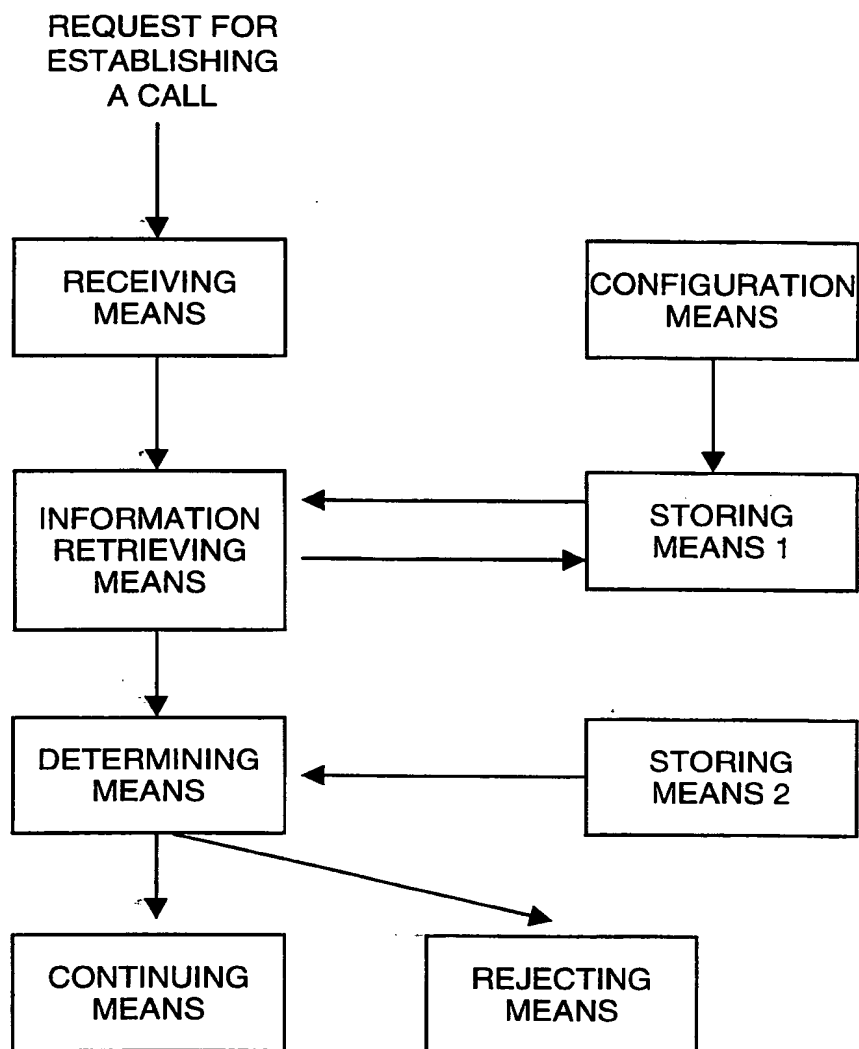 REQUEST FOR
ESTABLISHING
A CALL
RECEIVING
MEANS
CONFIGURATION
MEANS
INFORMATION
RETRIEVING
MEANS
STORING
MEANS 1
DETERMINING
MEANS
STORING
MEANS 2
CONTINUING
MEANS
REJECTING
MEANS